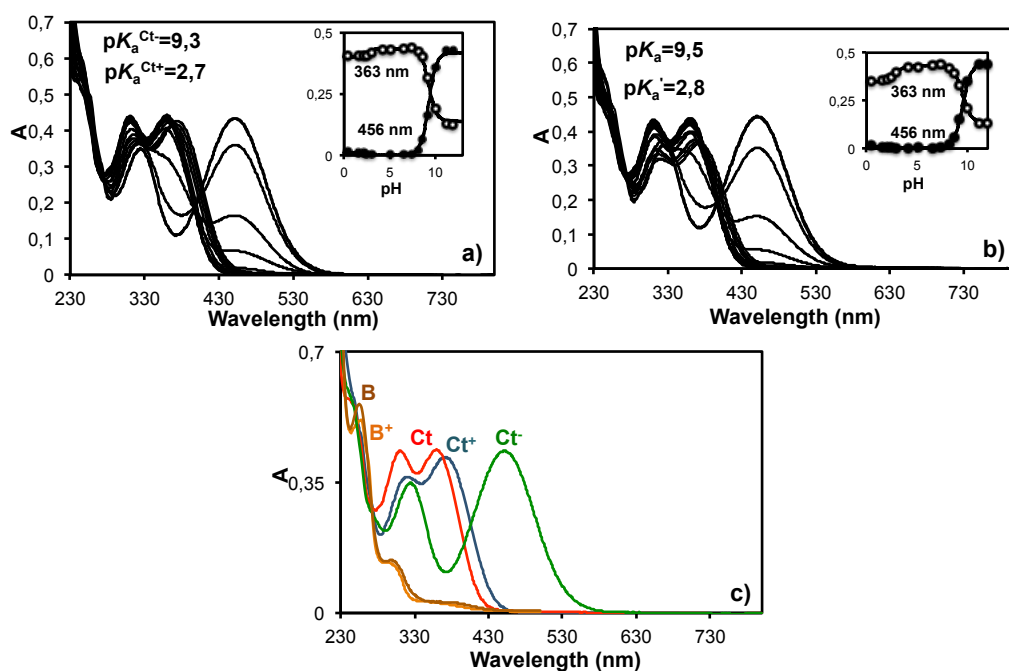 0,7
0,6
0,5
0,4
0,3
0,2
0,1
0
A
230 330 430 530 630 730
Wavelength (nm)
pKₐ^Ct-=9,3
pKₐ^Ct+=2,7
0,5
0,25
0
363 nm
456 nm
0 5 10
pH
a)
0,7
0,6
0,5
0,4
0,3
0,2
0,1
0
A
230 330 430 530 630 730
Wavelength (nm)
pKₐ=9,5
pKₐ'=2,8
0,5
0,25
0
363 nm
456 nm
0 5 10
pH
b)
0,7
0,35
0
A
B
B⁺
Ct
Ct⁺
Ct⁻
230 330 430 530 630 730
Wavelength (nm)
c)